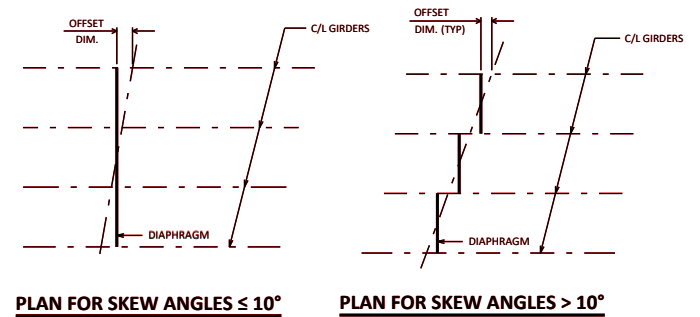 OFFSET
DIM.
C/L GIRDERS
DIAPHRAGM
PLAN FOR SKEW ANGLES ≤ 10°
OFFSET
DIM. (TYP)
C/L GIRDERS
DIAPHRAGM
PLAN FOR SKEW ANGLES > 10°